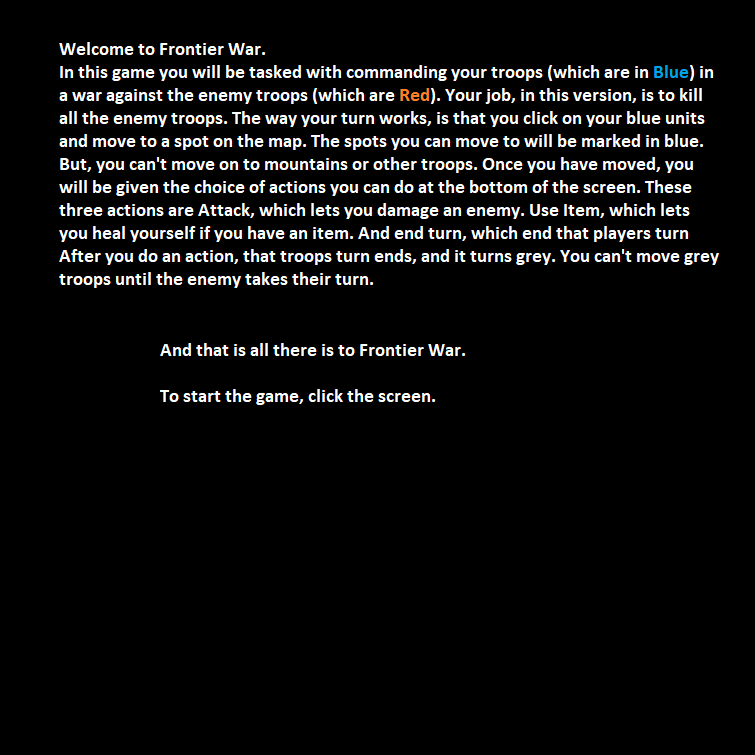 Welcome to Frontier War.
In this game you will be tasked with commanding your troops (which are in Blue) in
a war against the enemy troops (which are Red). Your job, in this version, is to kill
all the enemy troops. The way your turn works, is that you click on your blue units
and move to a spot on the map. The spots you can move to will be marked in blue.
But, you can't move on to mountains or other troops. Once you have moved, you
will be given the choice of actions you can do at the bottom of the screen. These
three actions are Attack, which lets you damage an enemy. Use Item, which lets
you heal yourself if you have an item. And end turn, which end that players turn
After you do an action, that troops turn ends, and it turns grey. You can't move grey
troops until the enemy takes their turn.
And that is all there is to Frontier War.
To start the game, click the screen.